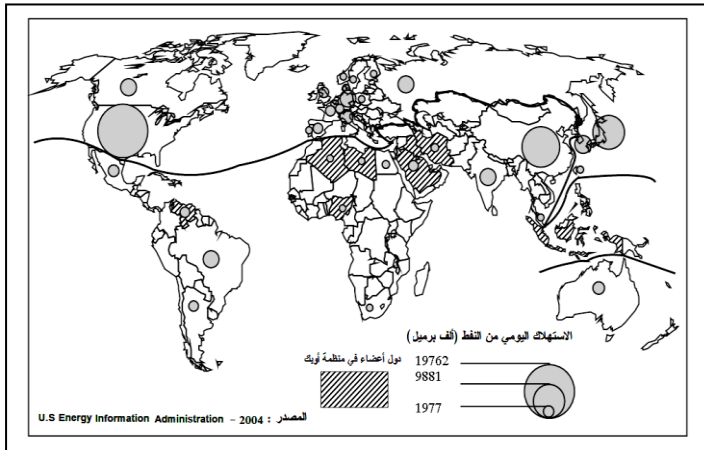 الاستهلاك اليومي من النفط (ألف برميل)
دول أعضاء في منظمة أوبك
19762
9881
1977
المصدر : U.S Energy Information Administration - 2004